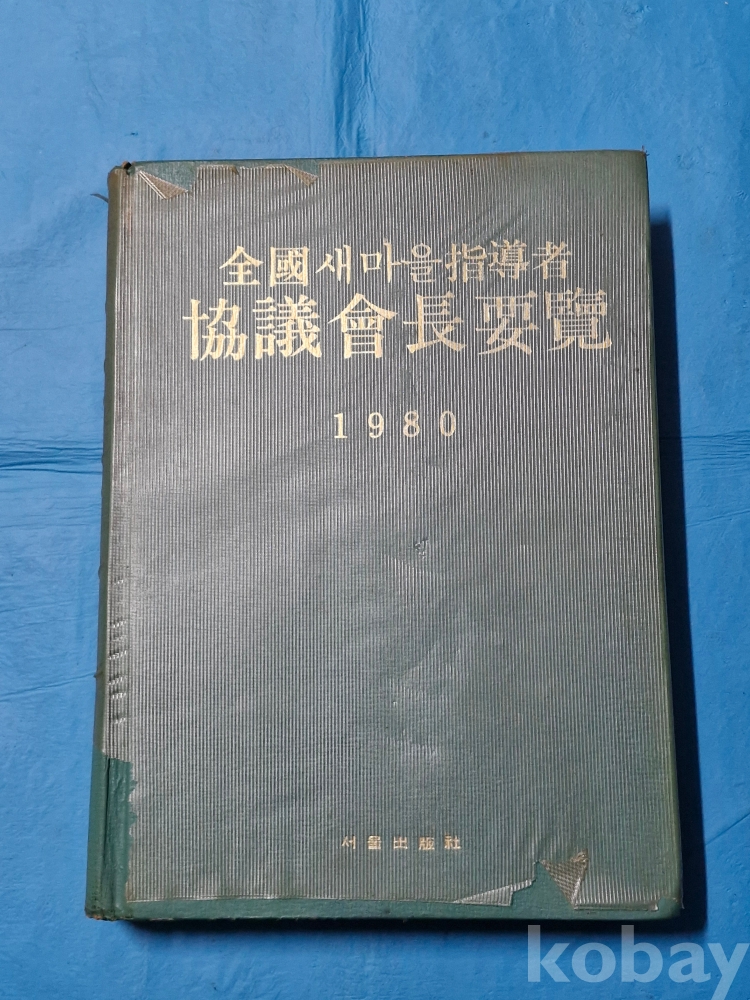 全國새마을指導者
協議會長要覽
1980
서울出版社
kobay